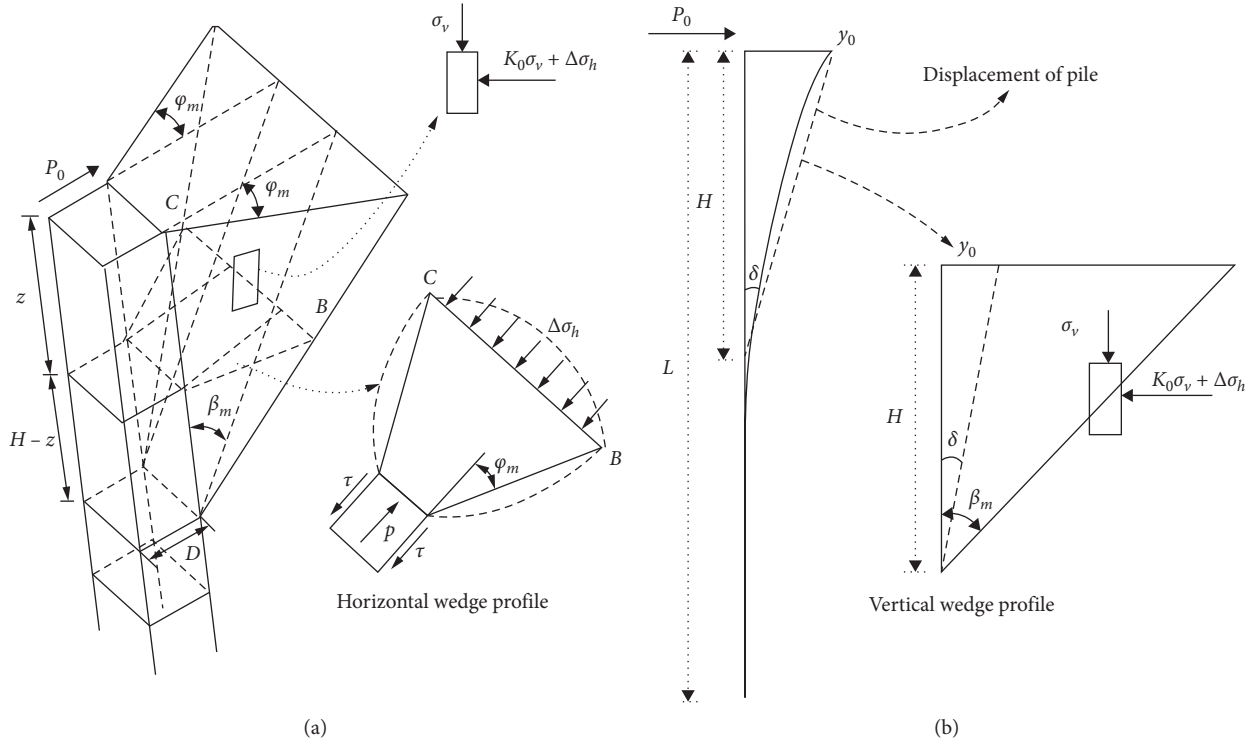 σv
K0σv + Δσh
φm
P0
C
φm
z
B
C
Δσh
H – z
βm
φm
B
τ
p
τ
D
Horizontal wedge profile
(a)
P0
y0
Displacement of pile
H
δ
L
y0
σv
K0σv + Δσh
H
δ
βm
Vertical wedge profile
(b)